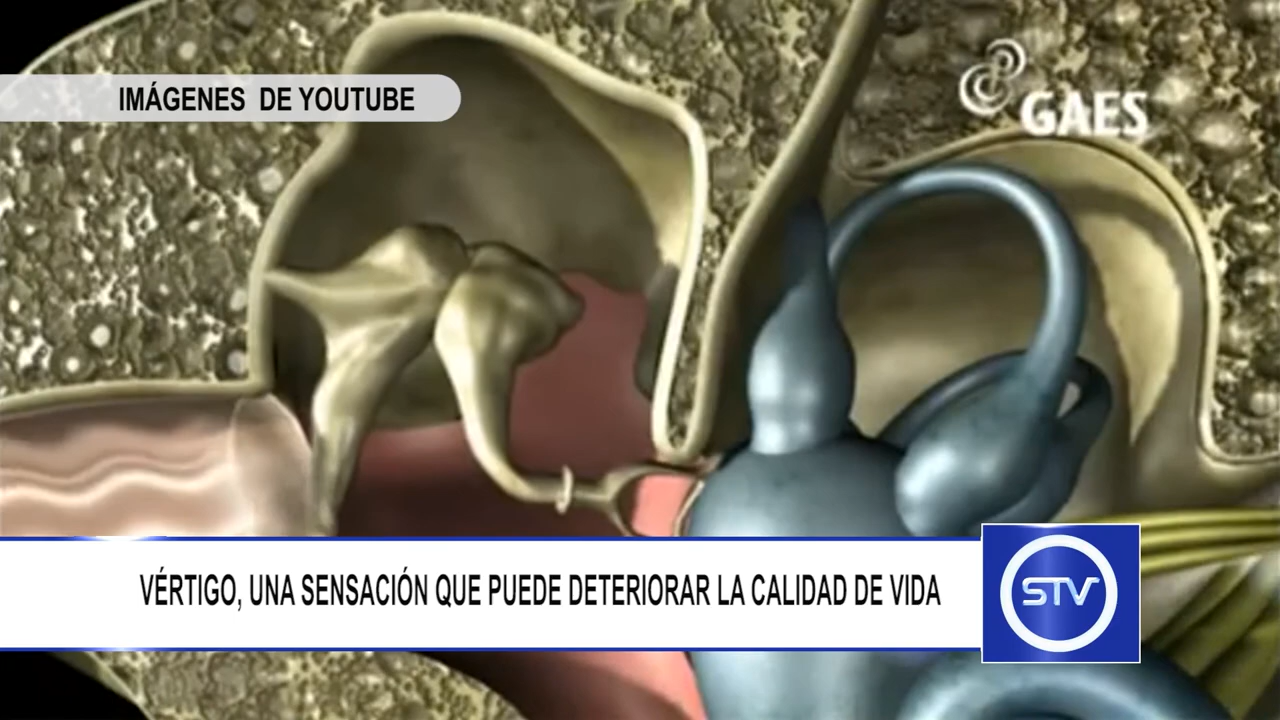 IMÁGENES DE YOUTUBE
GAES
VÉRTIGO, UNA SENSACIÓN QUE PUEDE DETERIORAR LA CALIDAD DE VIDA
STV